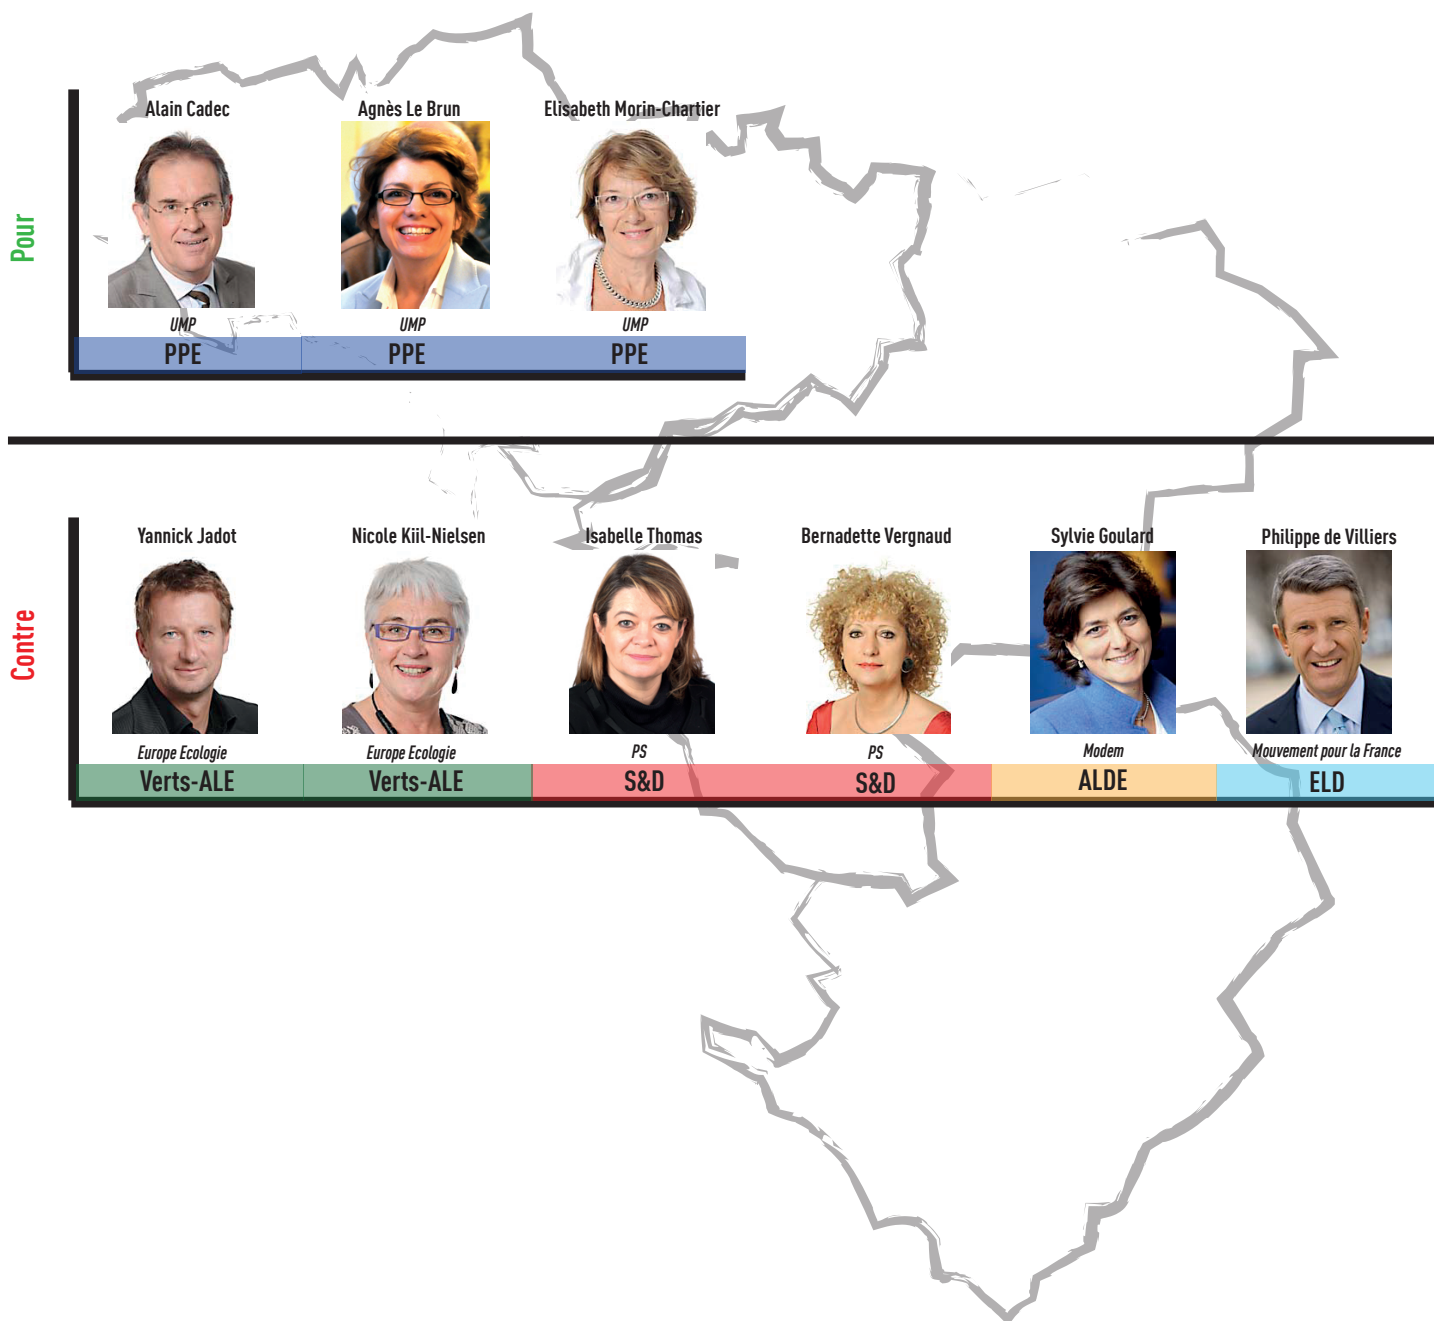 Pour
Alain Cadec
Agnès Le Brun
Elisabeth Morin-Chartier
UMP
UMP
UMP
PPE
PPE
PPE
Contre
Yannick Jadot
Nicole Kiil-Nielsen
Isabelle Thomas
Bernadette Vergnaud
Sylvie Goulard
Philippe de Villiers
Europe Ecologie
Europe Ecologie
PS
PS
Modem
Mouvement pour la France
Verts-ALE
Verts-ALE
S&D
S&D
ALDE
ELD